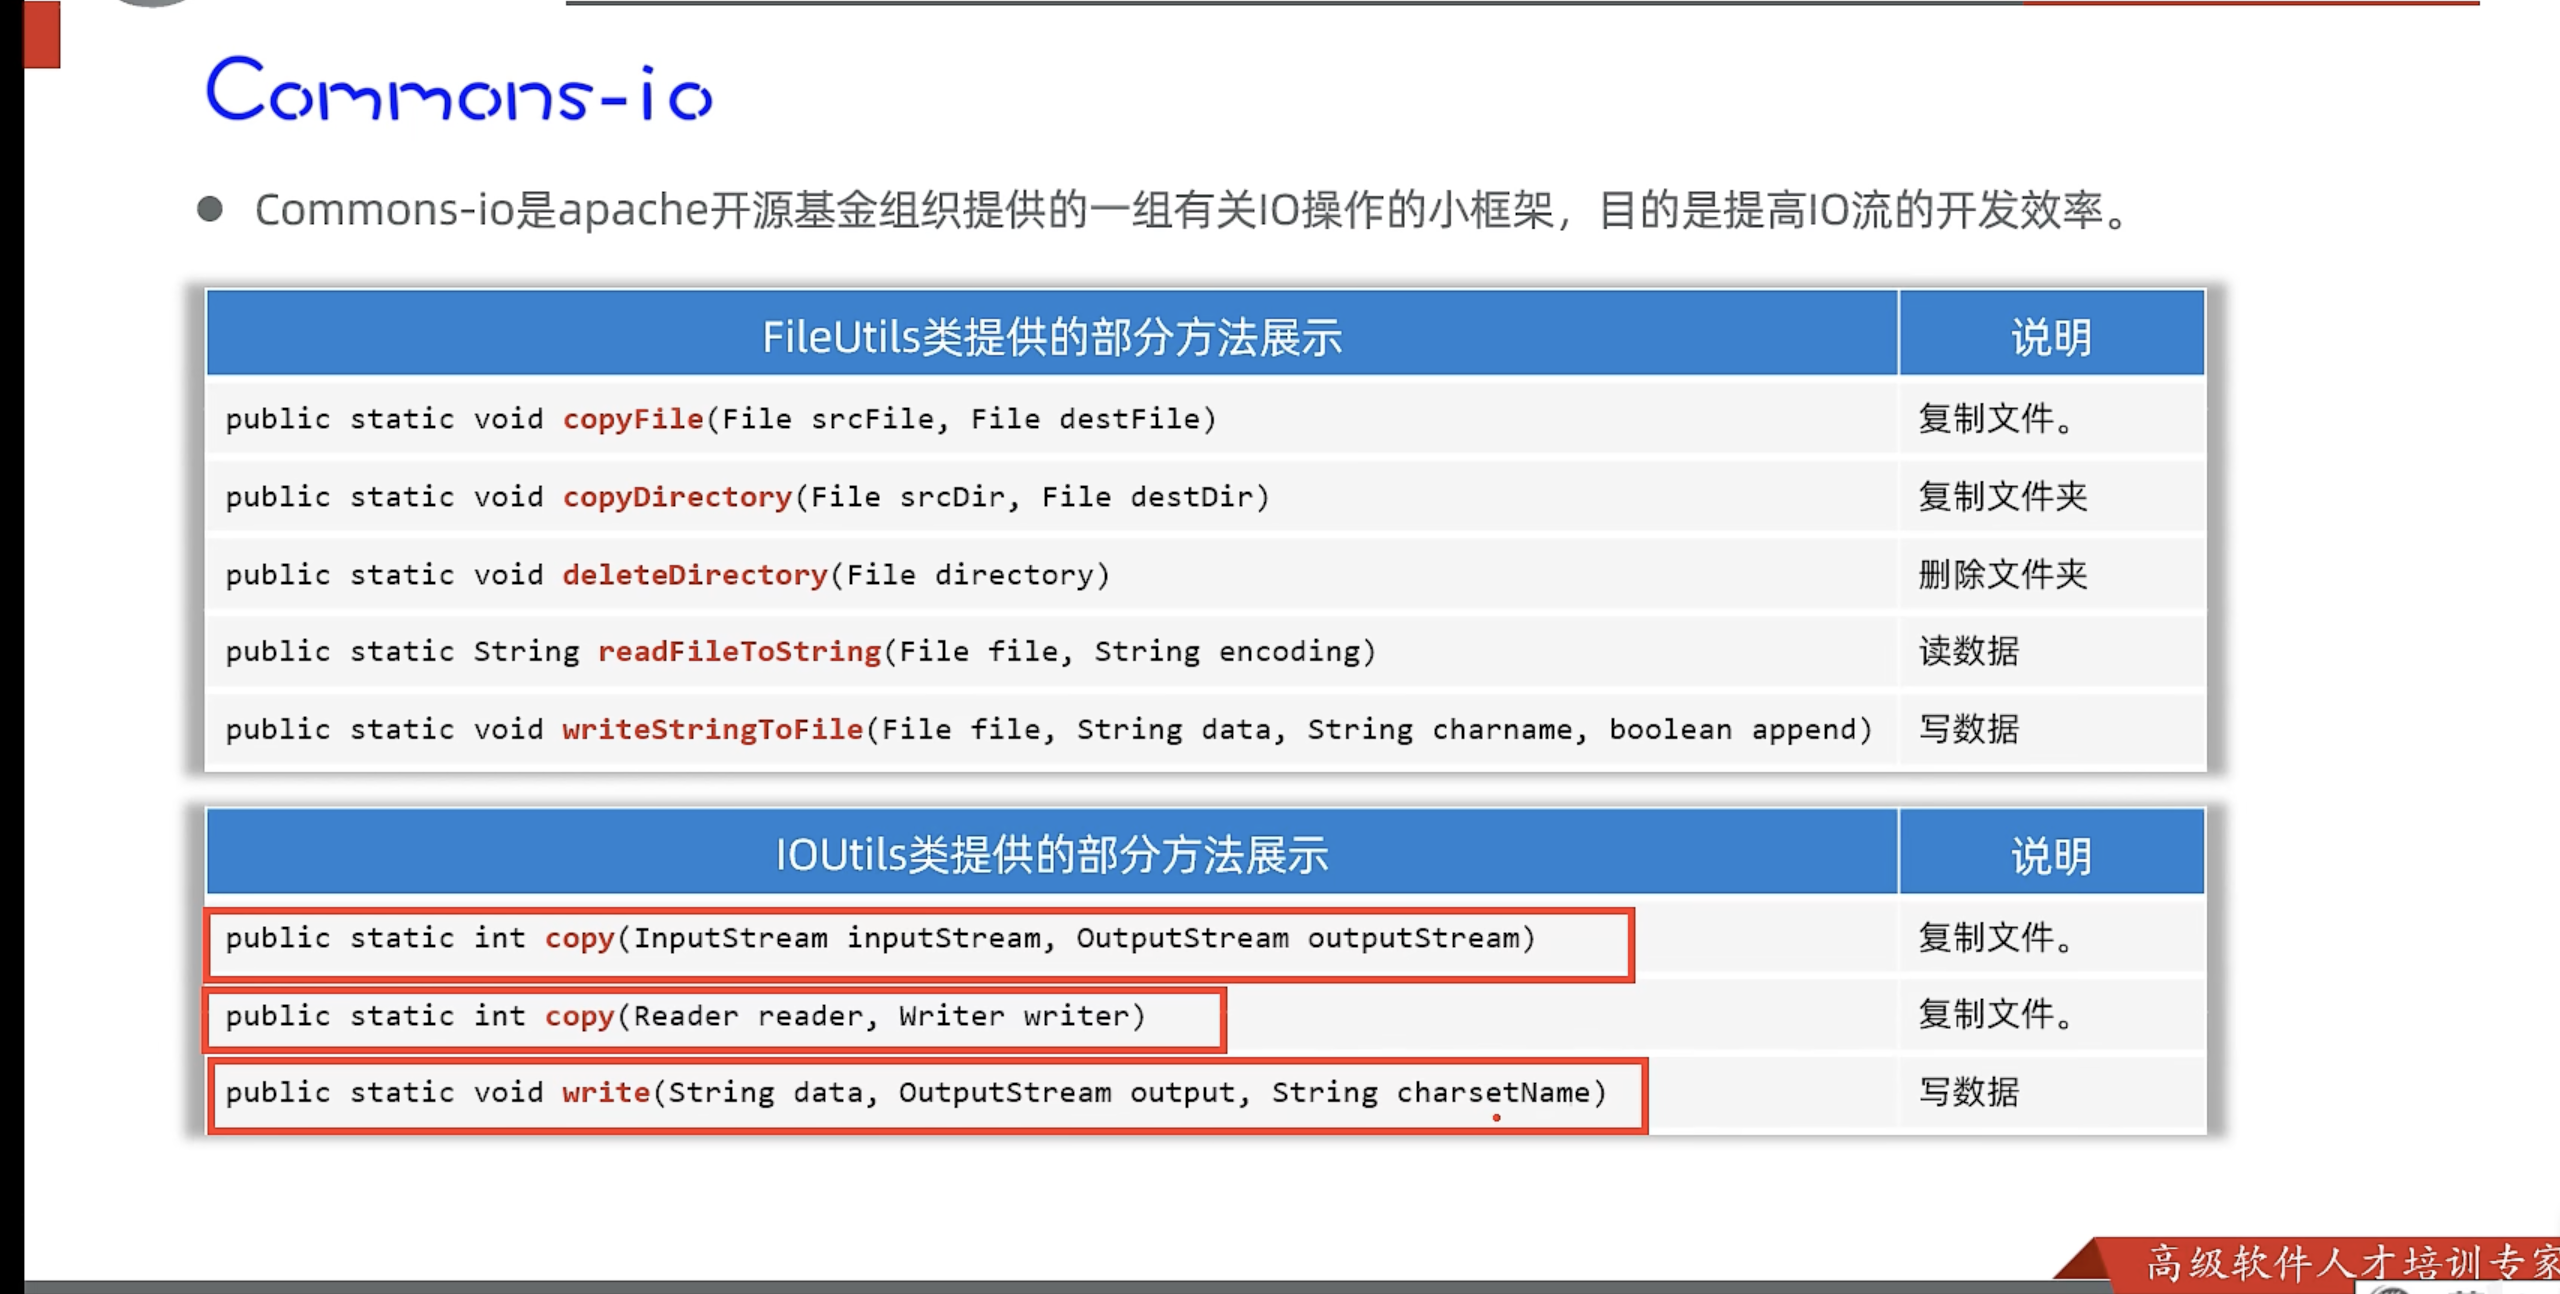 Commons-io
Commons-io是apache开源基金组织提供的一组有关IO操作的小框架，目的是提高IO流的开发效率。
FileUtils类提供的部分方法展示 说明
public static void copyFile(File srcFile, File destFile) 复制文件。
public static void copyDirectory(File srcDir, File destDir) 复制文件夹
public static void deleteDirectory(File directory) 删除文件夹
public static String readFileToString(File file, String encoding) 读数据
public static void writeStringToFile(File file, String data, String charname, boolean append) 写数据
IOUtils类提供的部分方法展示 说明
public static int copy(InputStream inputStream, OutputStream outputStream) 复制文件。
public static int copy(Reader reader, Writer writer) 复制文件。
public static void write(String data, OutputStream output, String charsetName) 写数据
高级软件人才培训专家